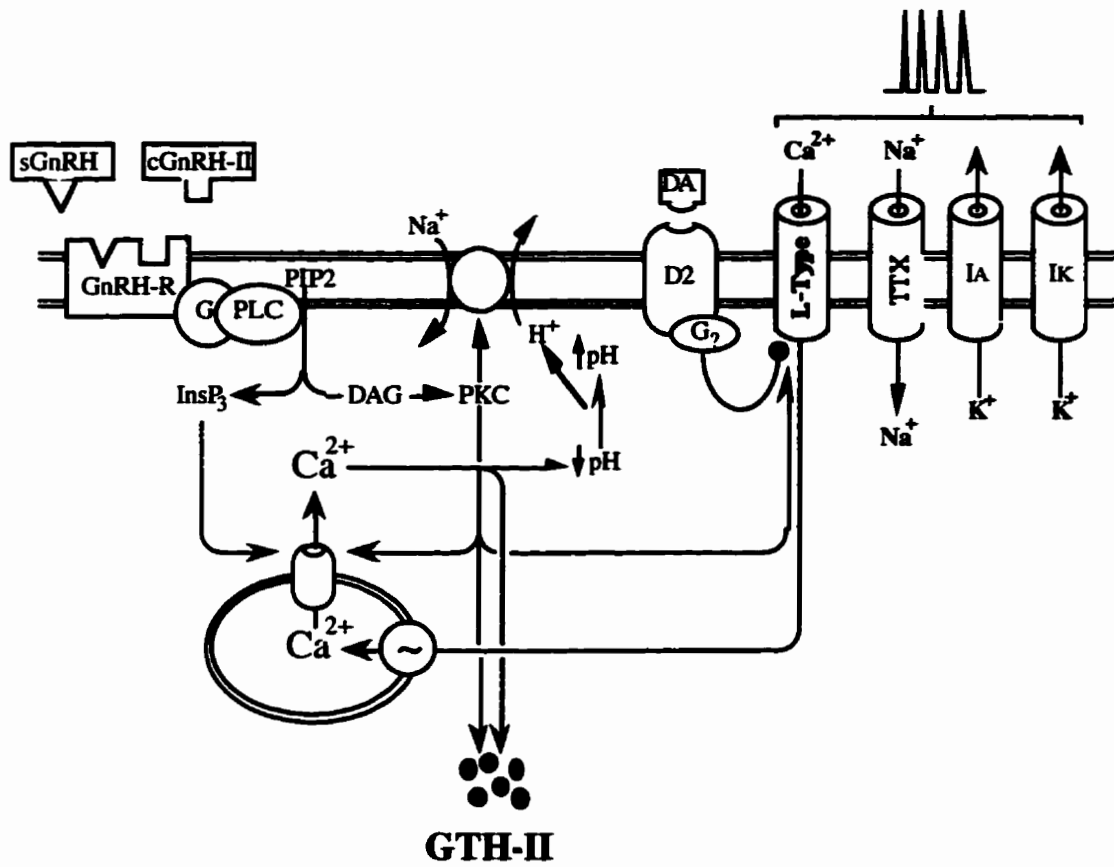 Ca²⁺ Na⁺
sGnRH cGnRH-II
DA
Na⁺
GnRH-R
G PLC
PIP2
D2
G?
L-Type
TTX
IA
IK
H⁺
↑pH
InsP₃ DAG PKC
Na⁺ K⁺ K⁺
Ca²⁺
↓pH
Ca²⁺
~
GTH-II